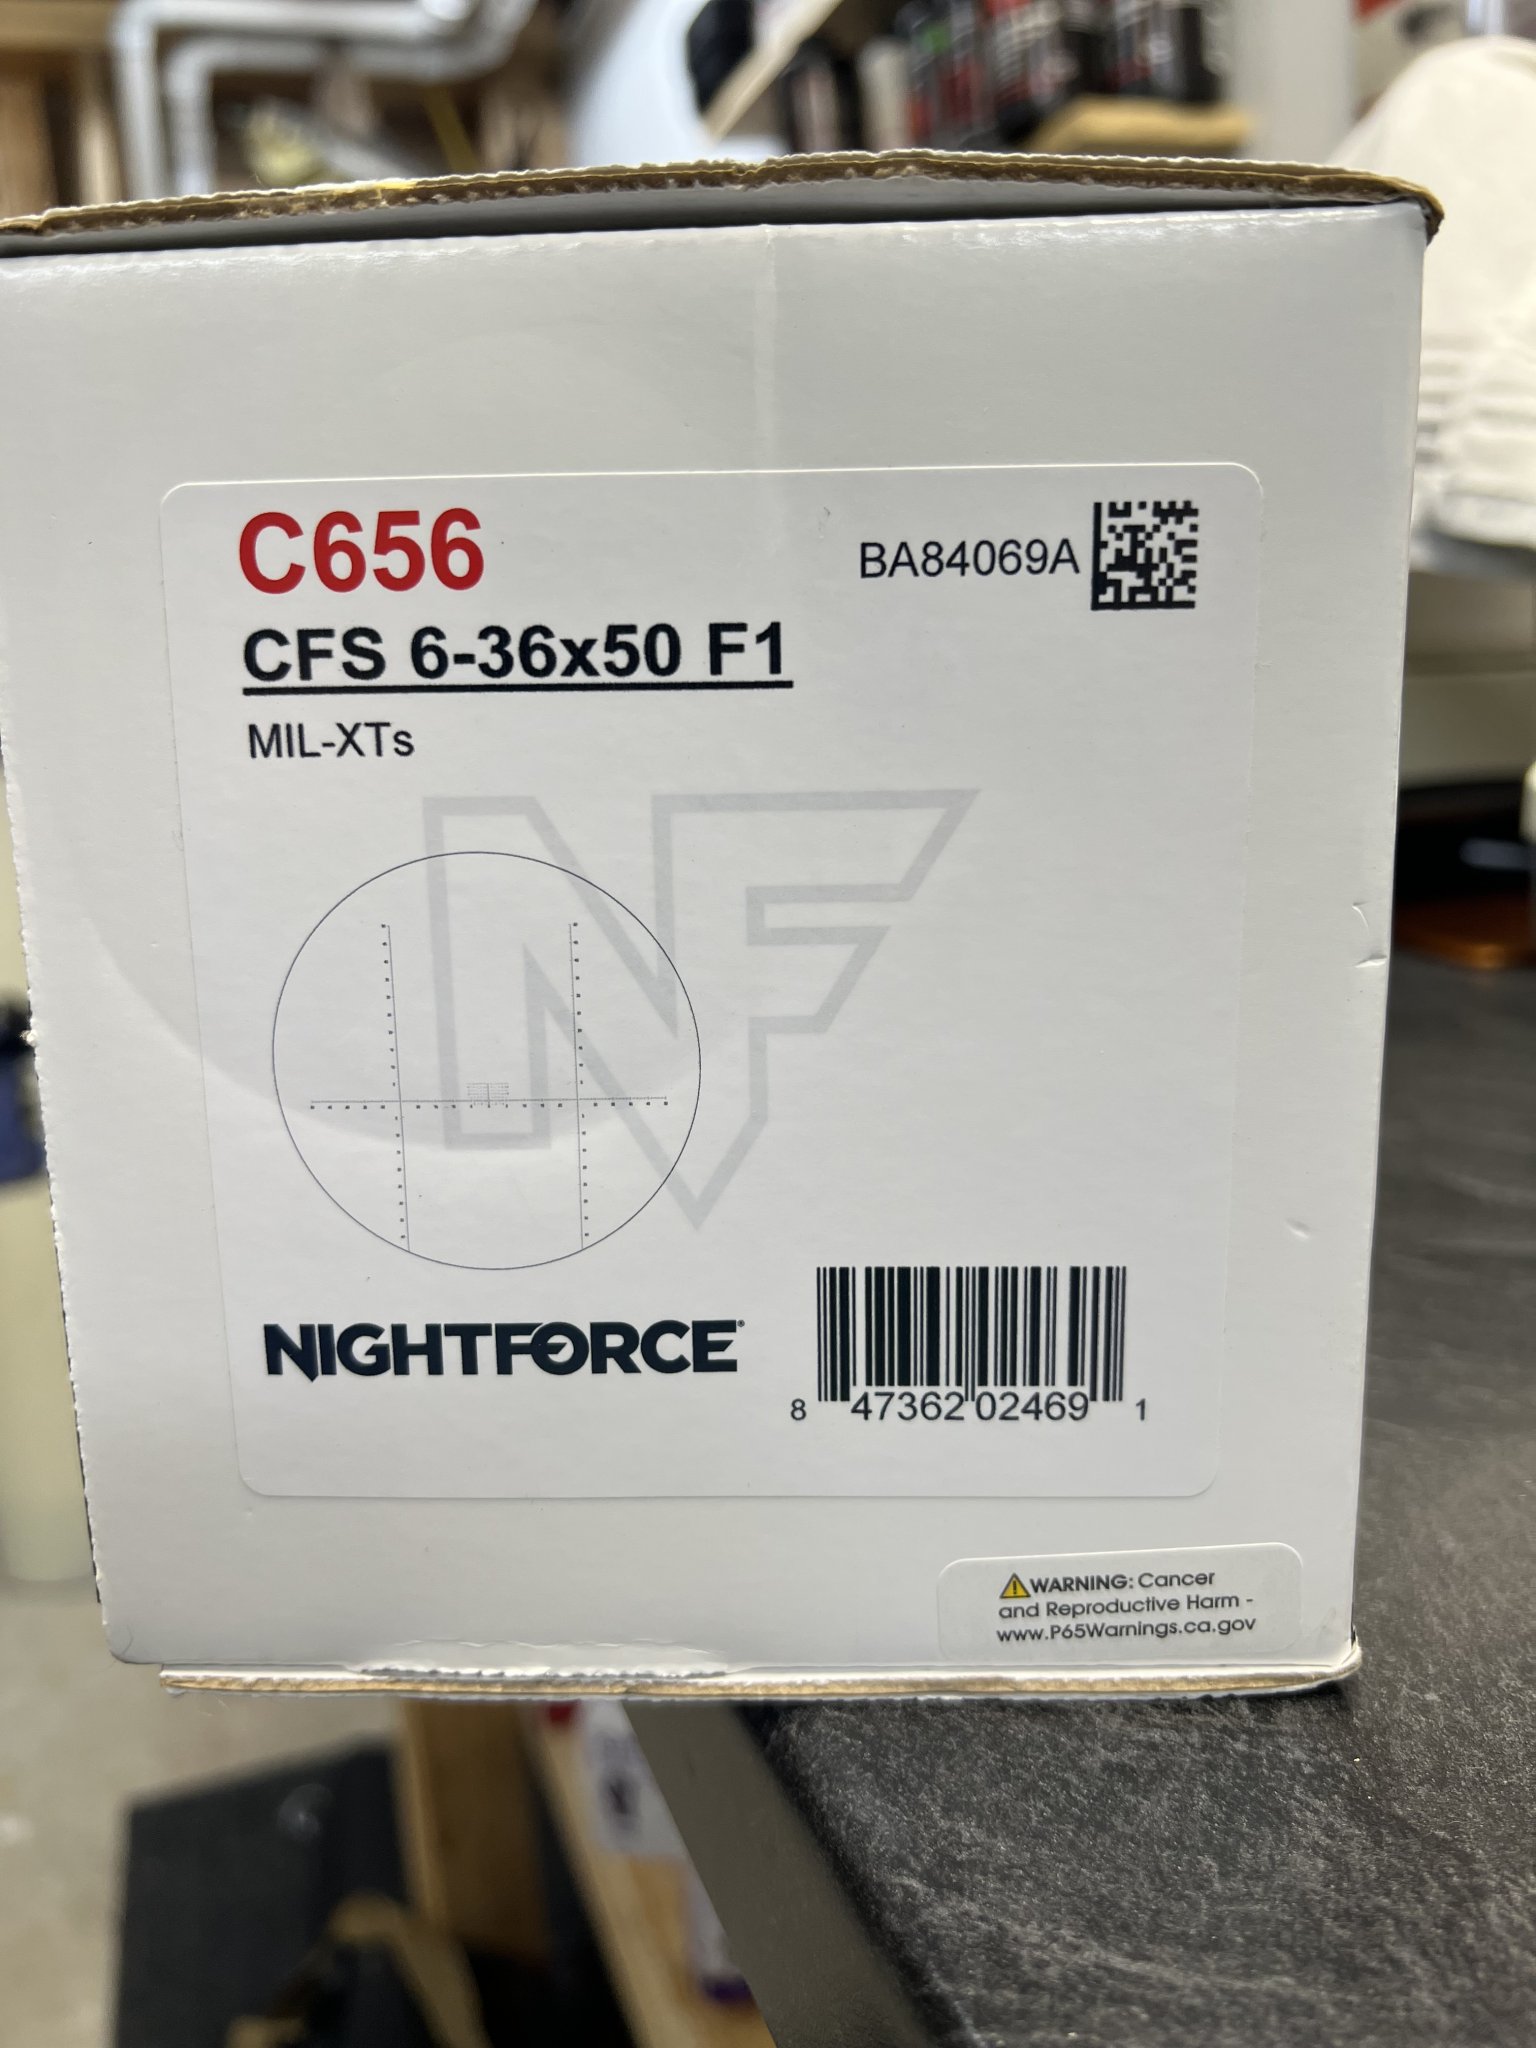 C656
BA84069A
CFS 6-36x50 F1
MIL-XTs
NF
NIGHTFORCE®
8 47362 02469 1
WARNING: Cancer
and Reproductive Harm -
www.P65Warnings.ca.gov